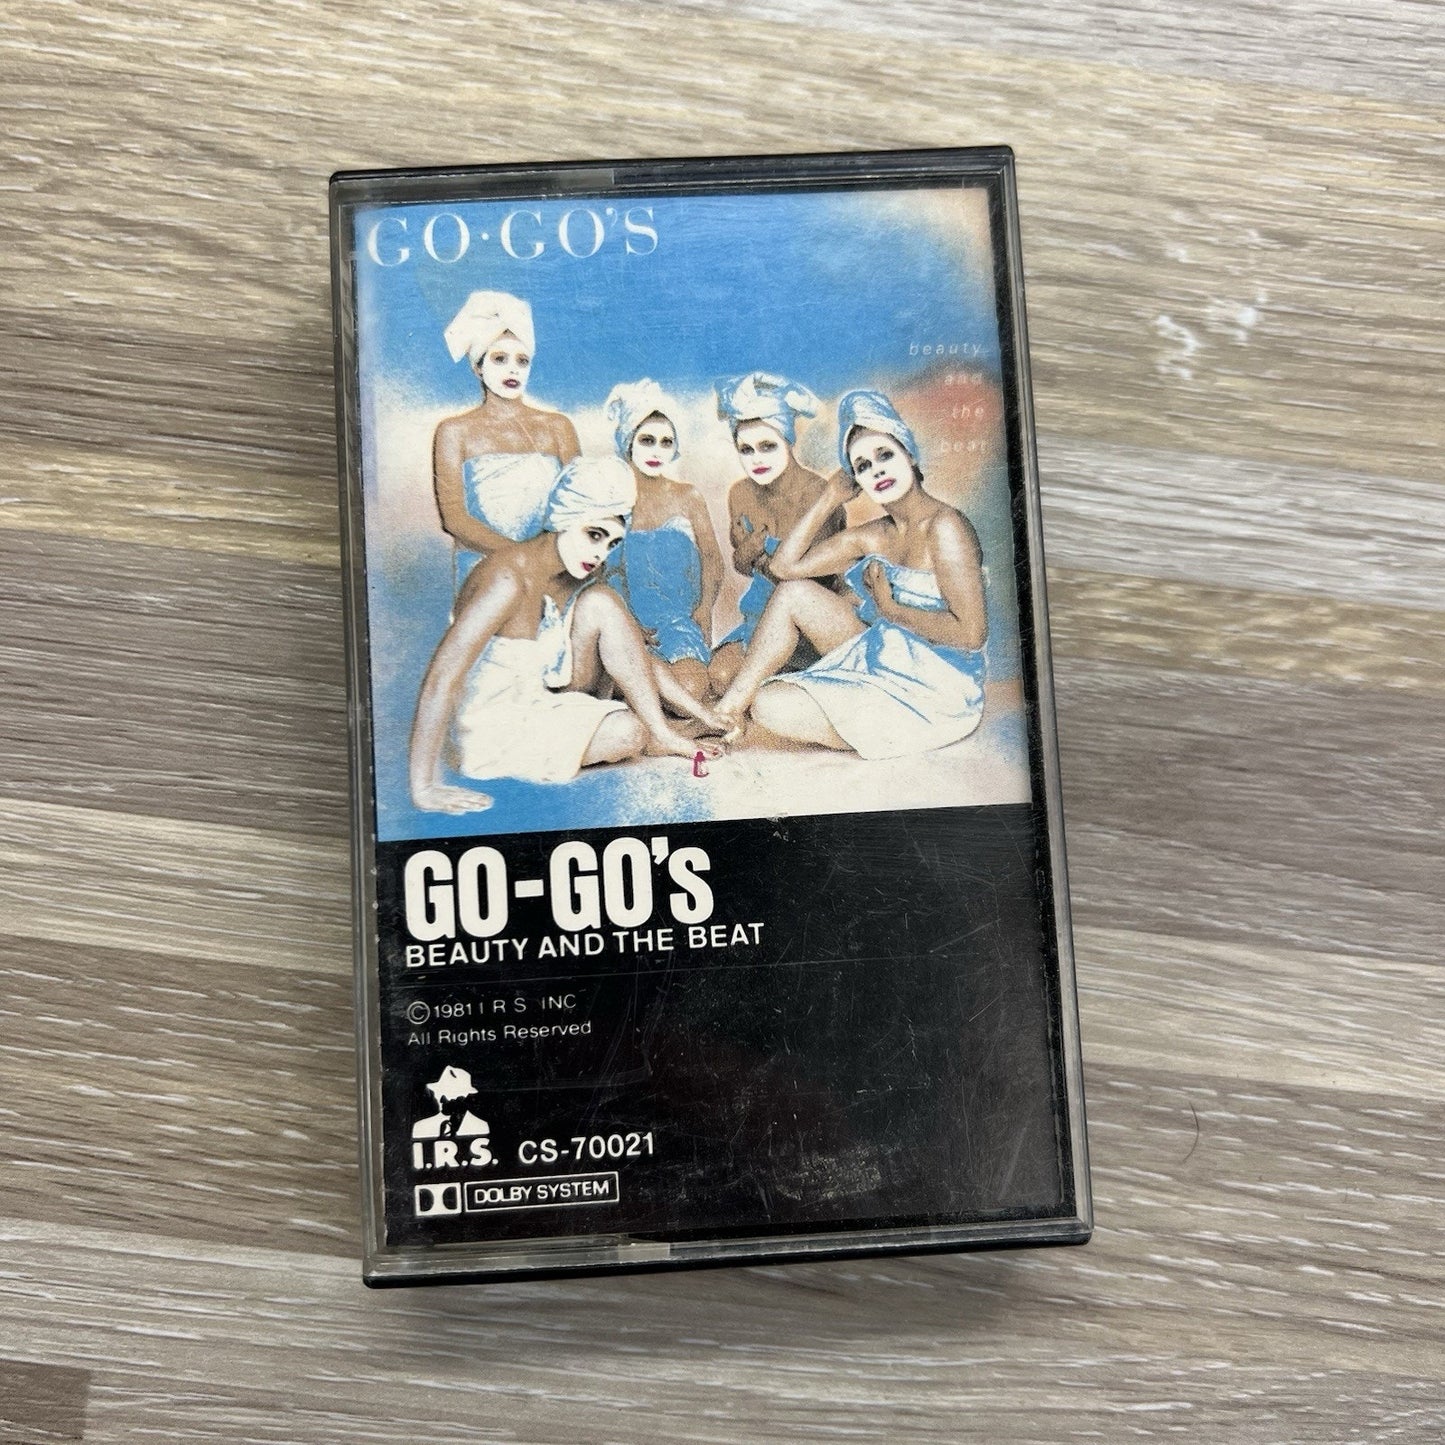 GO·GO'S
beauty
and
the
beat
GO-GO's
BEAUTY AND THE BEAT
©1981 I R S INC
All Rights Reserved
I.R.S. CS-70021
DOLBY SYSTEM